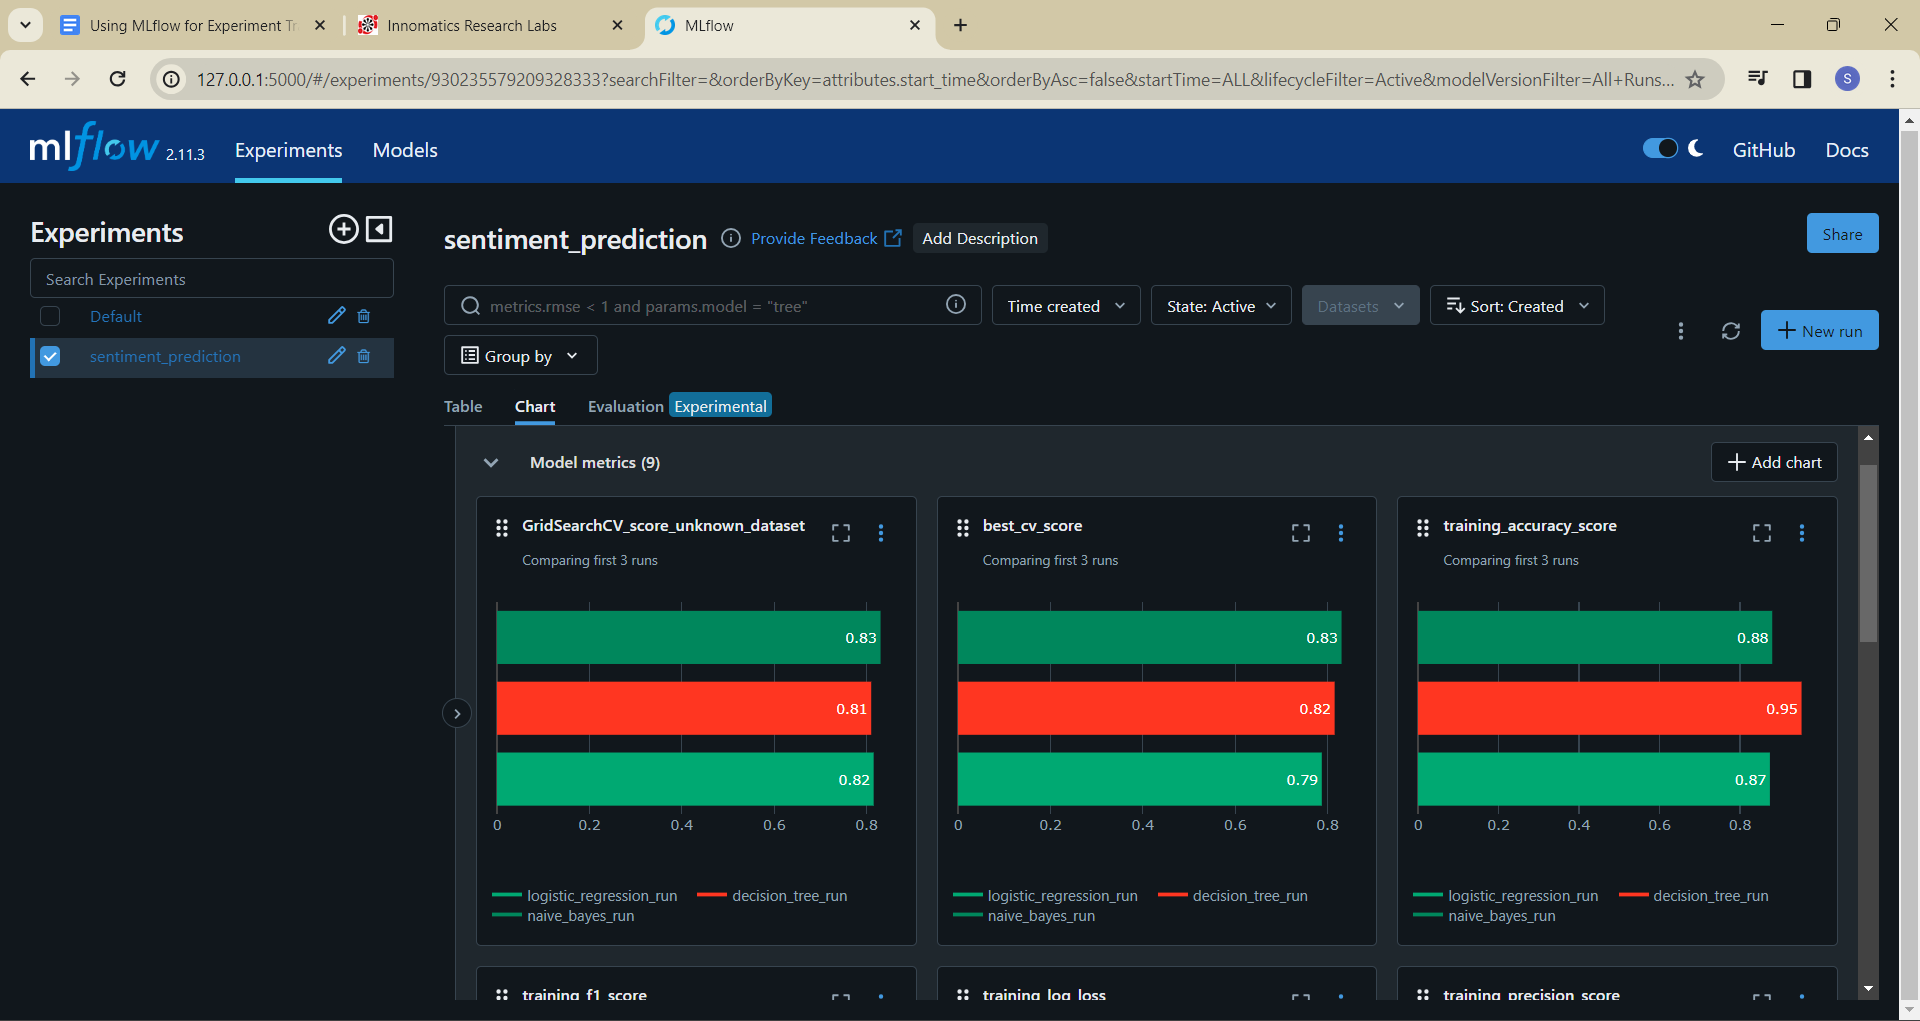 Using MLflow for Experiment Tr
Innomatics Research Labs
MLflow
127.0.0.1:5000/#/experiments/930235579209328333?searchFilter=&orderByKey=attributes.start_time&orderByAsc=false&startTime=ALL&lifecycleFilter=Active&modelVersionFilter=All+Runs...
S
mlflow 2.11.3
Experiments
Models
GitHub
Docs
Experiments
Search Experiments
Default
sentiment_prediction
sentiment_prediction
Provide Feedback
Add Description
Share
metrics.rmse < 1 and params.model = "tree"
Time created
State: Active
Datasets
Sort: Created
New run
Group by
Table
Chart
Evaluation
Experimental
Model metrics (9)
Add chart
GridSearchCV_score_unknown_dataset
Comparing first 3 runs
0.83
0.81
0.82
0 0.2 0.4 0.6 0.8
logistic_regression_run decision_tree_run
naive_bayes_run
best_cv_score
Comparing first 3 runs
0.83
0.82
0.79
0 0.2 0.4 0.6 0.8
logistic_regression_run decision_tree_run
naive_bayes_run
training_accuracy_score
Comparing first 3 runs
0.88
0.95
0.87
0 0.2 0.4 0.6 0.8
logistic_regression_run decision_tree_run
naive_bayes_run
training_f1_score
training_log_loss
training_precision_score